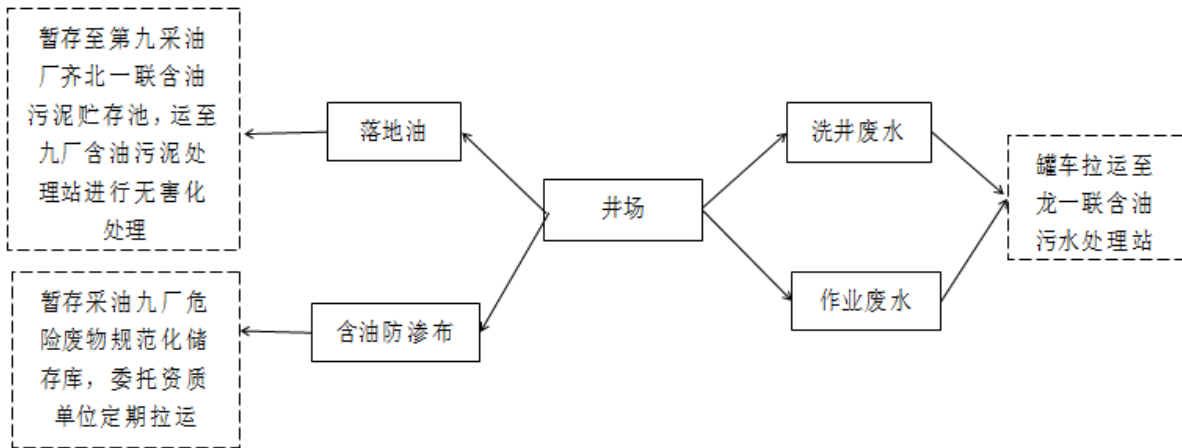 暂存至第九采油
厂齐北一联含油
污泥贮存池，运至
九厂含油污泥处
理站进行无害化
处理
落地油
井场
洗井废水
罐车拉运至
龙一联含油
污水处理站
暂存采油九厂危
险废物规范化储
存库，委托资质
单位定期拉运
含油防渗布
作业废水